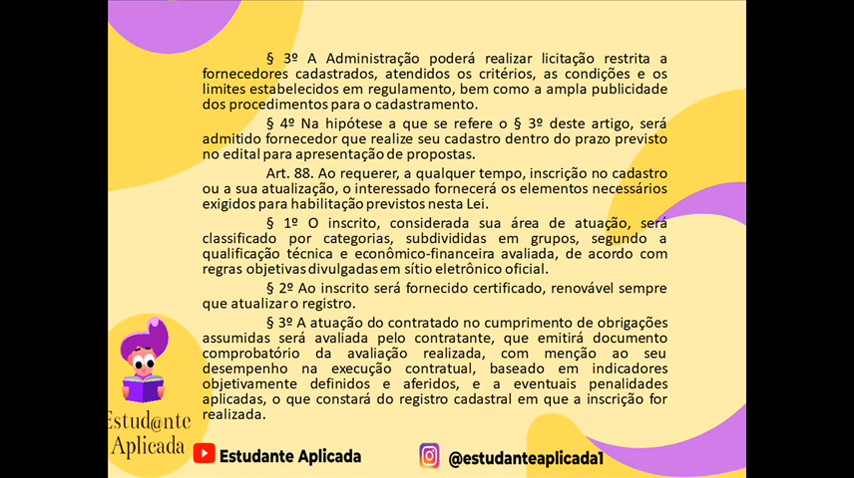 § 3º A Administração poderá realizar licitação restrita a
fornecedores cadastrados, atendidos os critérios, as condições e os
limites estabelecidos em regulamento, bem como a ampla publicidade
dos procedimentos para o cadastramento.
§ 4º Na hipótese a que se refere o § 3º deste artigo, será
admitido fornecedor que realize seu cadastro dentro do prazo previsto
no edital para apresentação de propostas.
Art. 88. Ao requerer, a qualquer tempo, inscrição no cadastro
ou a sua atualização, o interessado fornecerá os elementos necessários
exigidos para habilitação previstos nesta Lei.
§ 1º O inscrito, considerada sua área de atuação, será
classificado por categorias, subdivididas em grupos, segundo a
qualificação técnica e econômico-financeira avaliada, de acordo com
regras objetivas divulgadas em sítio eletrônico oficial.
§ 2º Ao inscrito será fornecido certificado, renovável sempre
que atualizar o registro.
§ 3º A atuação do contratado no cumprimento de obrigações
assumidas será avaliada pelo contratante, que emitirá documento
comprobatório da avaliação realizada, com menção ao seu
desempenho na execução contratual, baseado em indicadores
objetivamente definidos e aferidos, e a eventuais penalidades
aplicadas, o que constará do registro cadastral em que a inscrição for
realizada.
Estud@nte
Aplicada
Estudante Aplicada
@estudanteaplicada1